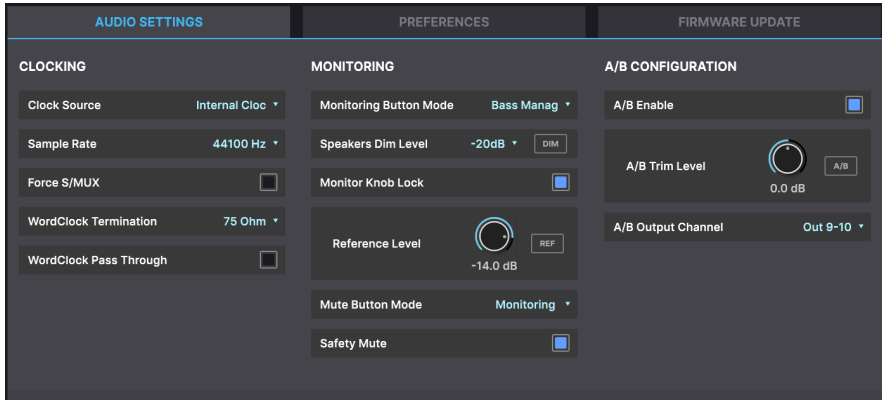 AUDIO SETTINGS PREFERENCES FIRMWARE UPDATE
CLOCKING
Clock Source Internal Cloc
Sample Rate 44100 Hz
Force S/MUX
WordClock Termination 75 Ohm
WordClock Pass Through
MONITORING
Monitoring Button Mode Bass Manag
Speakers Dim Level -20dB DIM
Monitor Knob Lock
Reference Level REF
-14.0 dB
Mute Button Mode Monitoring
Safety Mute
A/B CONFIGURATION
A/B Enable
A/B Trim Level A/B
0.0 dB
A/B Output Channel Out 9-10